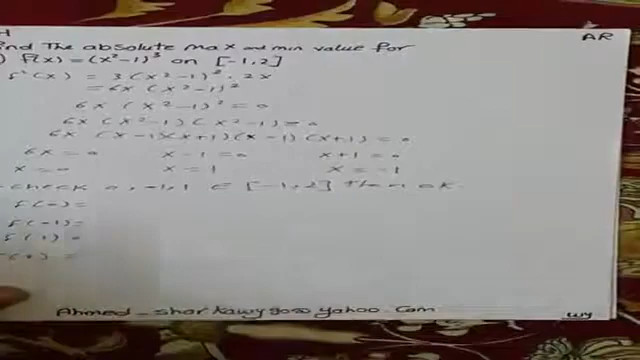 H AR
Find The absolute max and min value for
) f(x) = (x²-1)³ on [-1,2]
f'(x) = 3(x²-1)². 2x
= 6x (x²-1)²
6x (x²-1)² = 0
6x (x²-1)(x²-1) = 0
6x (x-1)(x+1)(x-1)(x+1) = 0
6x = 0 x-1 = 0 x+1 = 0
x = 0 x = 1 x = -1
check 0, -1, 1 ∈ [-1,2] Then ok
f(-1) =
f(1) =
Ahmed_ yahoo.com wy